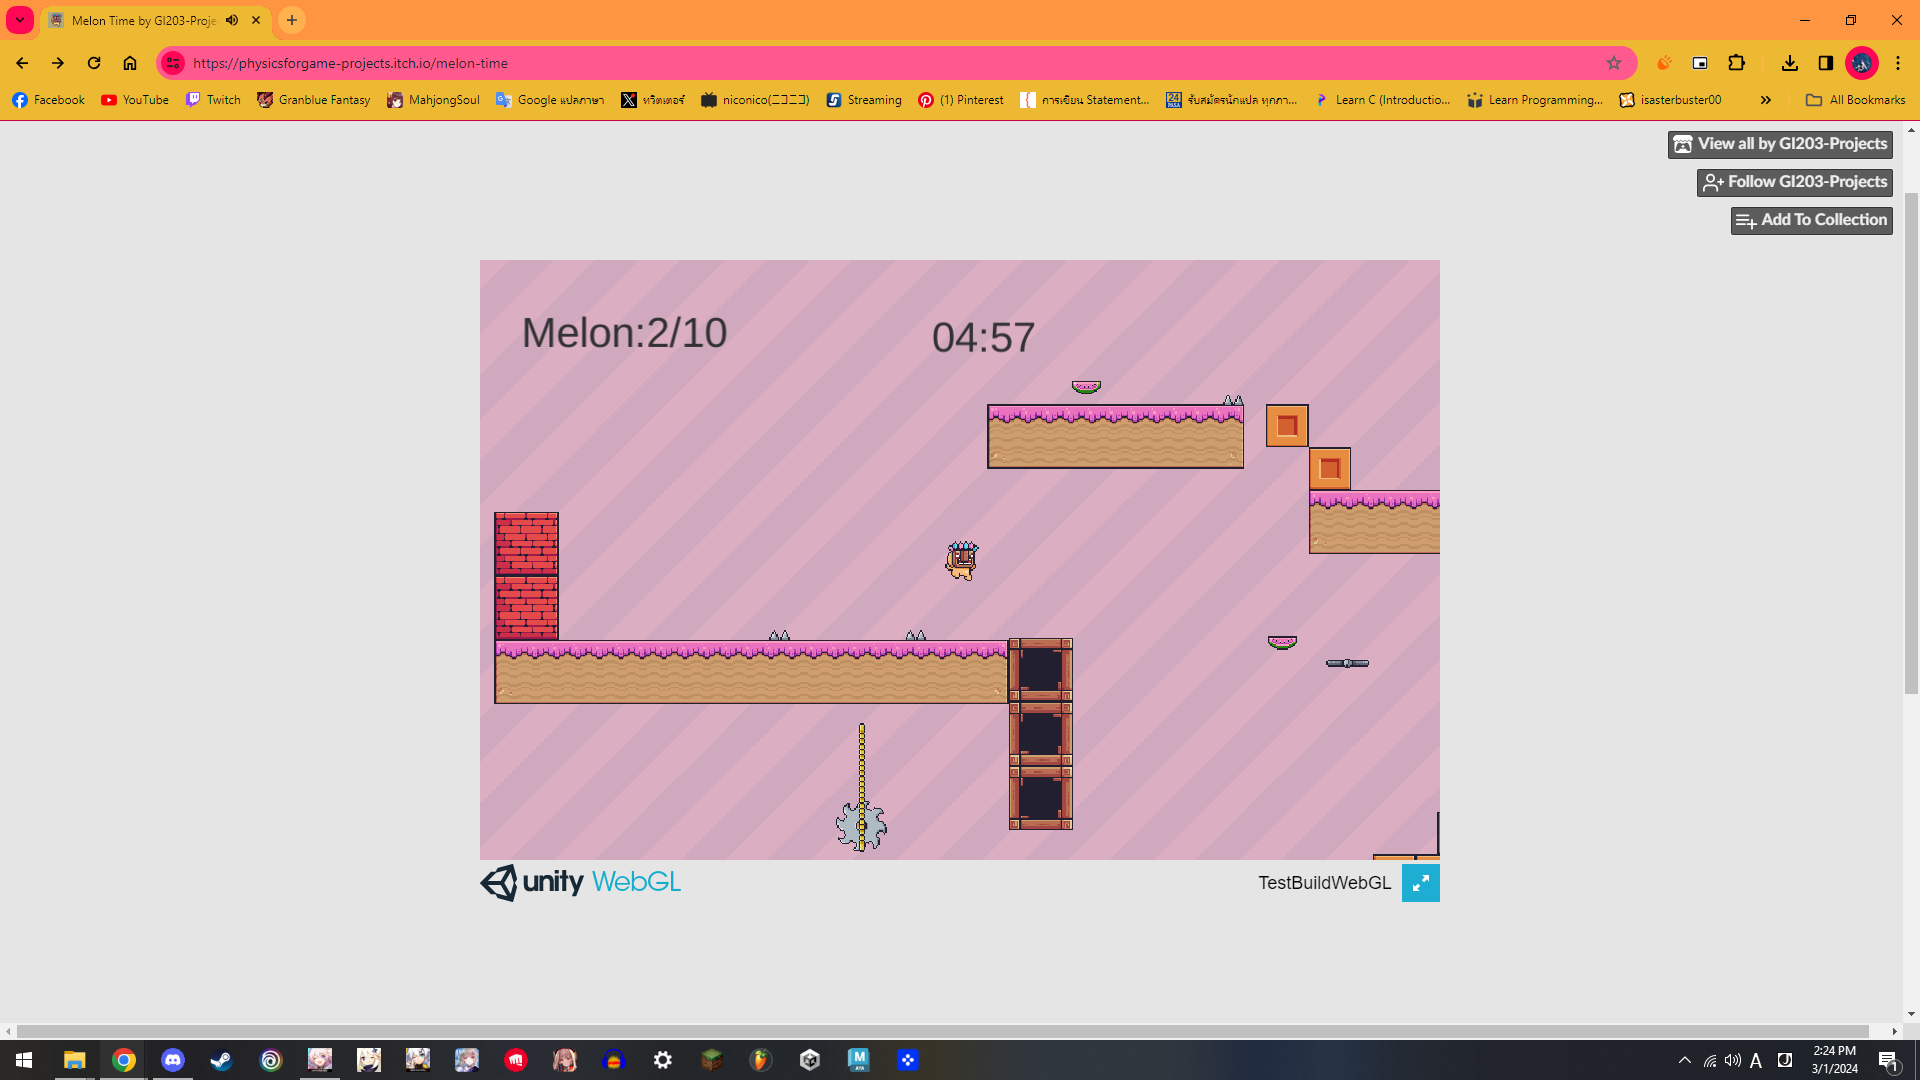 Melon Time by GI203-Proje
https://physicsforgame-projects.itch.io/melon-time
Facebook
YouTube
Twitch
Granblue Fantasy
MahjongSoul
Google แปลภาษา
ทวิตเตอร์
niconico(ニコニコ)
Streaming
(1) Pinterest
การเขียน Statement...
รับสมัครนักแปล ทุกภา...
Learn C (Introductio...
Learn Programming,...
isasterbuster00
All Bookmarks
View all by GI203-Projects
Follow GI203-Projects
Add To Collection
Melon:2/10
04:57
unity WebGL
TestBuildWebGL
A
2:24 PM
3/1/2024
1